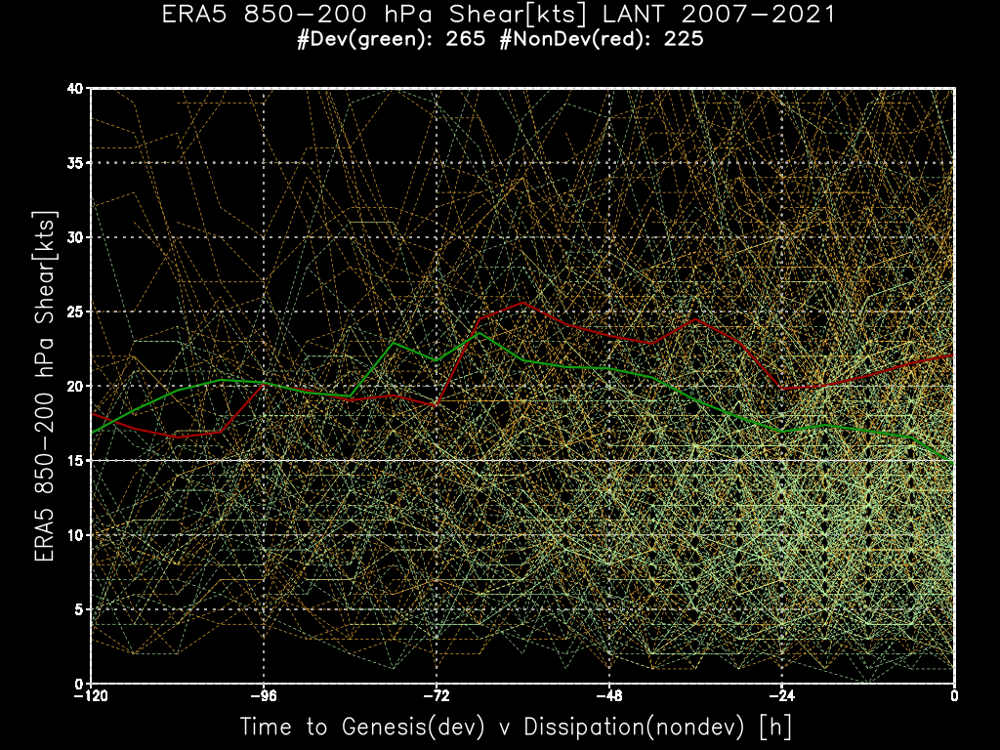 ERA5 850-200 hPa Shear[kts] LANT 2007-2021
#Dev(green): 265 #NonDev(red): 225
ERA5 850-200 hPa Shear[kts]
40
35
30
25
20
15
10
5
0
-120 -96 -72 -48 -24 0
Time to Genesis(dev) v Dissipation(nondev) [h]